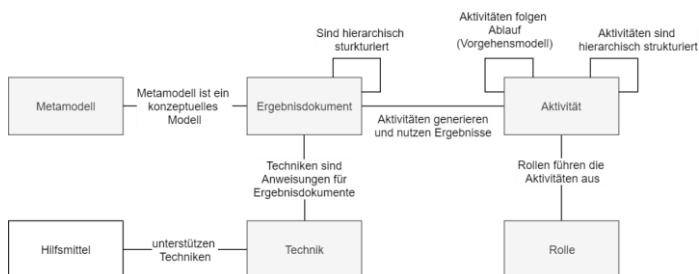 Sind hierarchisch
sturkturiert
Aktivitäten folgen
Ablauf
(Vorgehensmodell)
Aktivitäten sind
hierarchisch strukturiert
Metamodell
Metamodell ist ein
konzeptuelles
Modell
Ergebnisdokument
Aktivitäten generieren
und nutzen Ergebnisse
Aktivität
Techniken sind
Anweisungen für
Ergebnisdokumente
Rollen führen die
Aktivitäten aus
Hilfsmittel
unterstützen
Techniken
Technik
Rolle